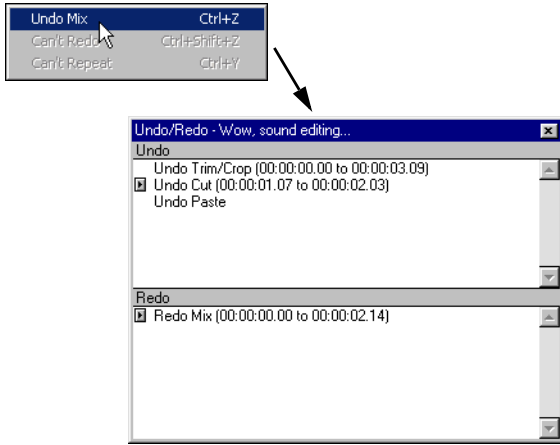 Undo Mix Ctrl+Z
Can't Redo Ctrl+Shift+Z
Can't Repeat Ctrl+Y
Undo/Redo - Wow, sound editing...
Undo
Undo Trim/Crop (00:00:00.00 to 00:00:03.09)
Undo Cut (00:00:01.07 to 00:00:02.03)
Undo Paste
Redo
Redo Mix (00:00:00.00 to 00:00:02.14)